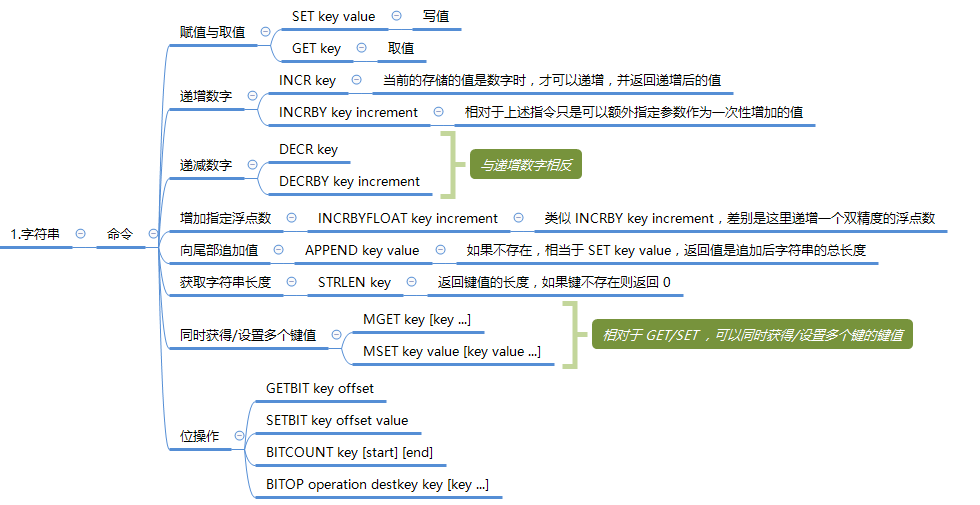 1.字符串
命令
赋值与取值
SET key value
写值
GET key
取值
递增数字
INCR key
当前的存储的值是数字时，才可以递增，并返回递增后的值
INCRBY key increment
相对于上述指令只是可以额外指定参数作为一次性增加的值
递减数字
DECR key
DECRBY key increment
与递增数字相反
增加指定浮点数
INCRBYFLOAT key increment
类似 INCRBY key increment，差别是这里递增一个双精度的浮点数
向尾部追加值
APPEND key value
如果不存在，相当于 SET key value，返回值是追加后字符串的总长度
获取字符串长度
STRLEN key
返回键值的长度，如果键不存在则返回 0
同时获得/设置多个键值
MGET key [key ...]
MSET key value [key value ...]
相对于 GET/SET ，可以同时获得/设置多个键的键值
位操作
GETBIT key offset
SETBIT key offset value
BITCOUNT key [start] [end]
BITOP operation destkey key [key ...]